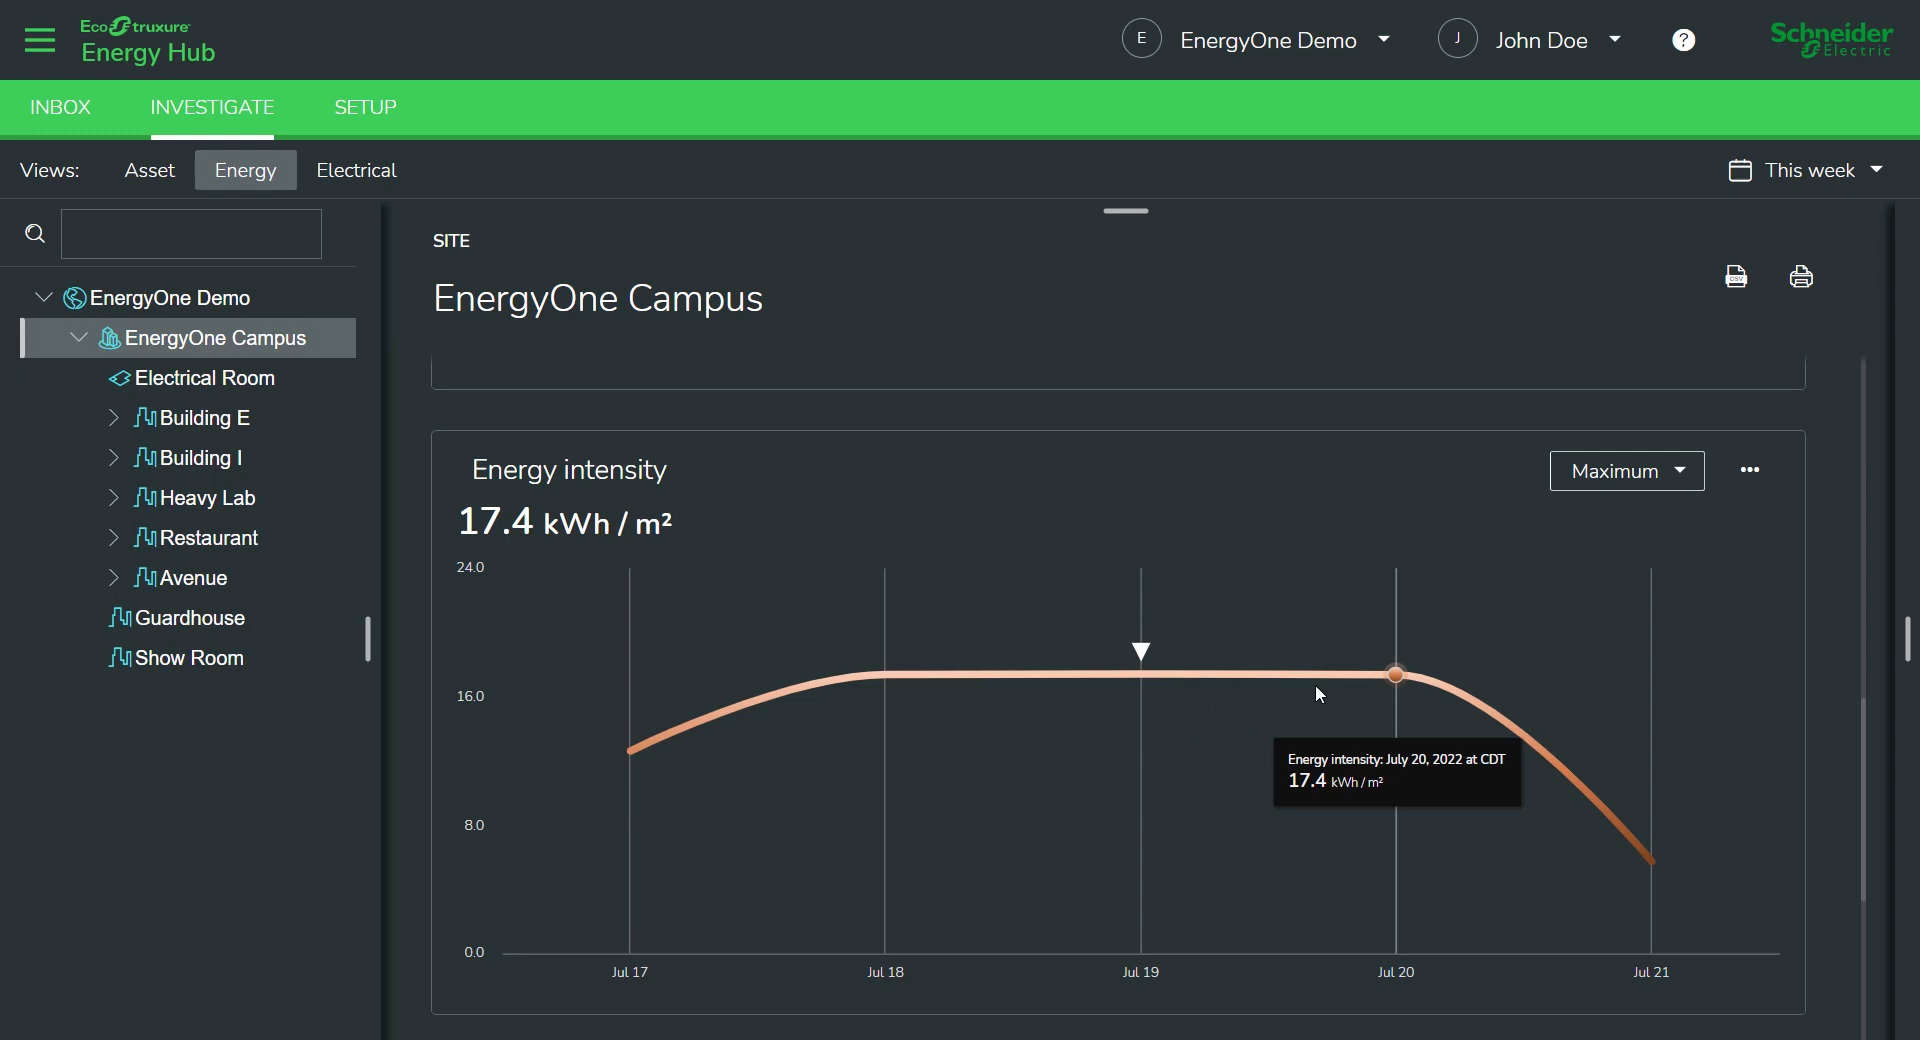 EcoStruxure
Energy Hub
E EnergyOne Demo
J John Doe
?
Schneider
Electric
INBOX INVESTIGATE SETUP
Views: Asset Energy Electrical
This week
SITE
EnergyOne Campus
CSV
EnergyOne Demo
EnergyOne Campus
Electrical Room
Building E
Building I
Heavy Lab
Restaurant
Avenue
Guardhouse
Show Room
Energy intensity
Maximum
17.4 kWh / m²
24.0
16.0
8.0
0.0
Energy intensity: July 20, 2022 at CDT
17.4 kWh / m²
Jul 17 Jul 18 Jul 19 Jul 20 Jul 21